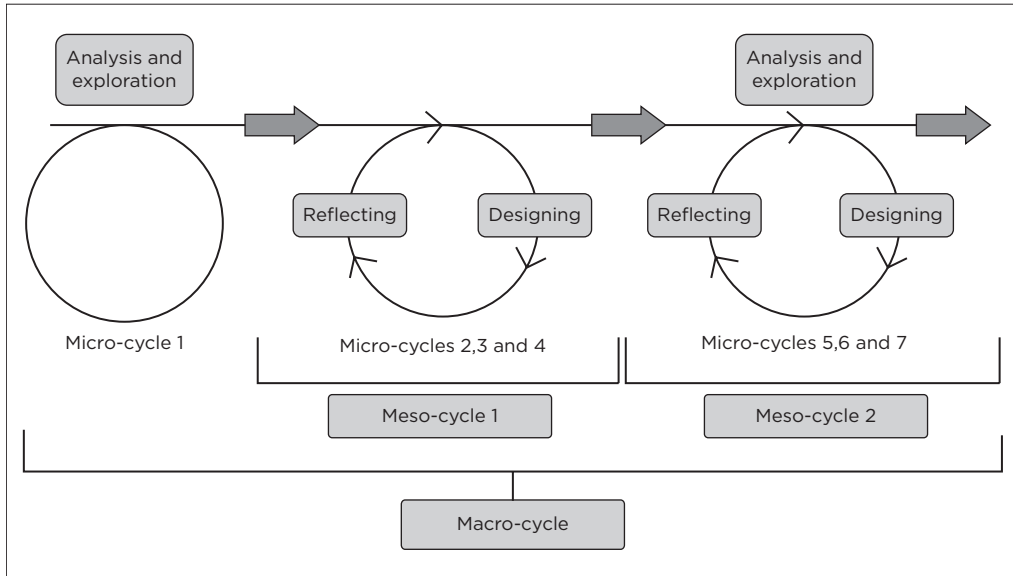 Analysis and
exploration
Analysis and
exploration
Reflecting
Designing
Reflecting
Designing
Micro-cycle 1
Micro-cycles 2,3 and 4
Micro-cycles 5,6 and 7
Meso-cycle 1
Meso-cycle 2
Macro-cycle